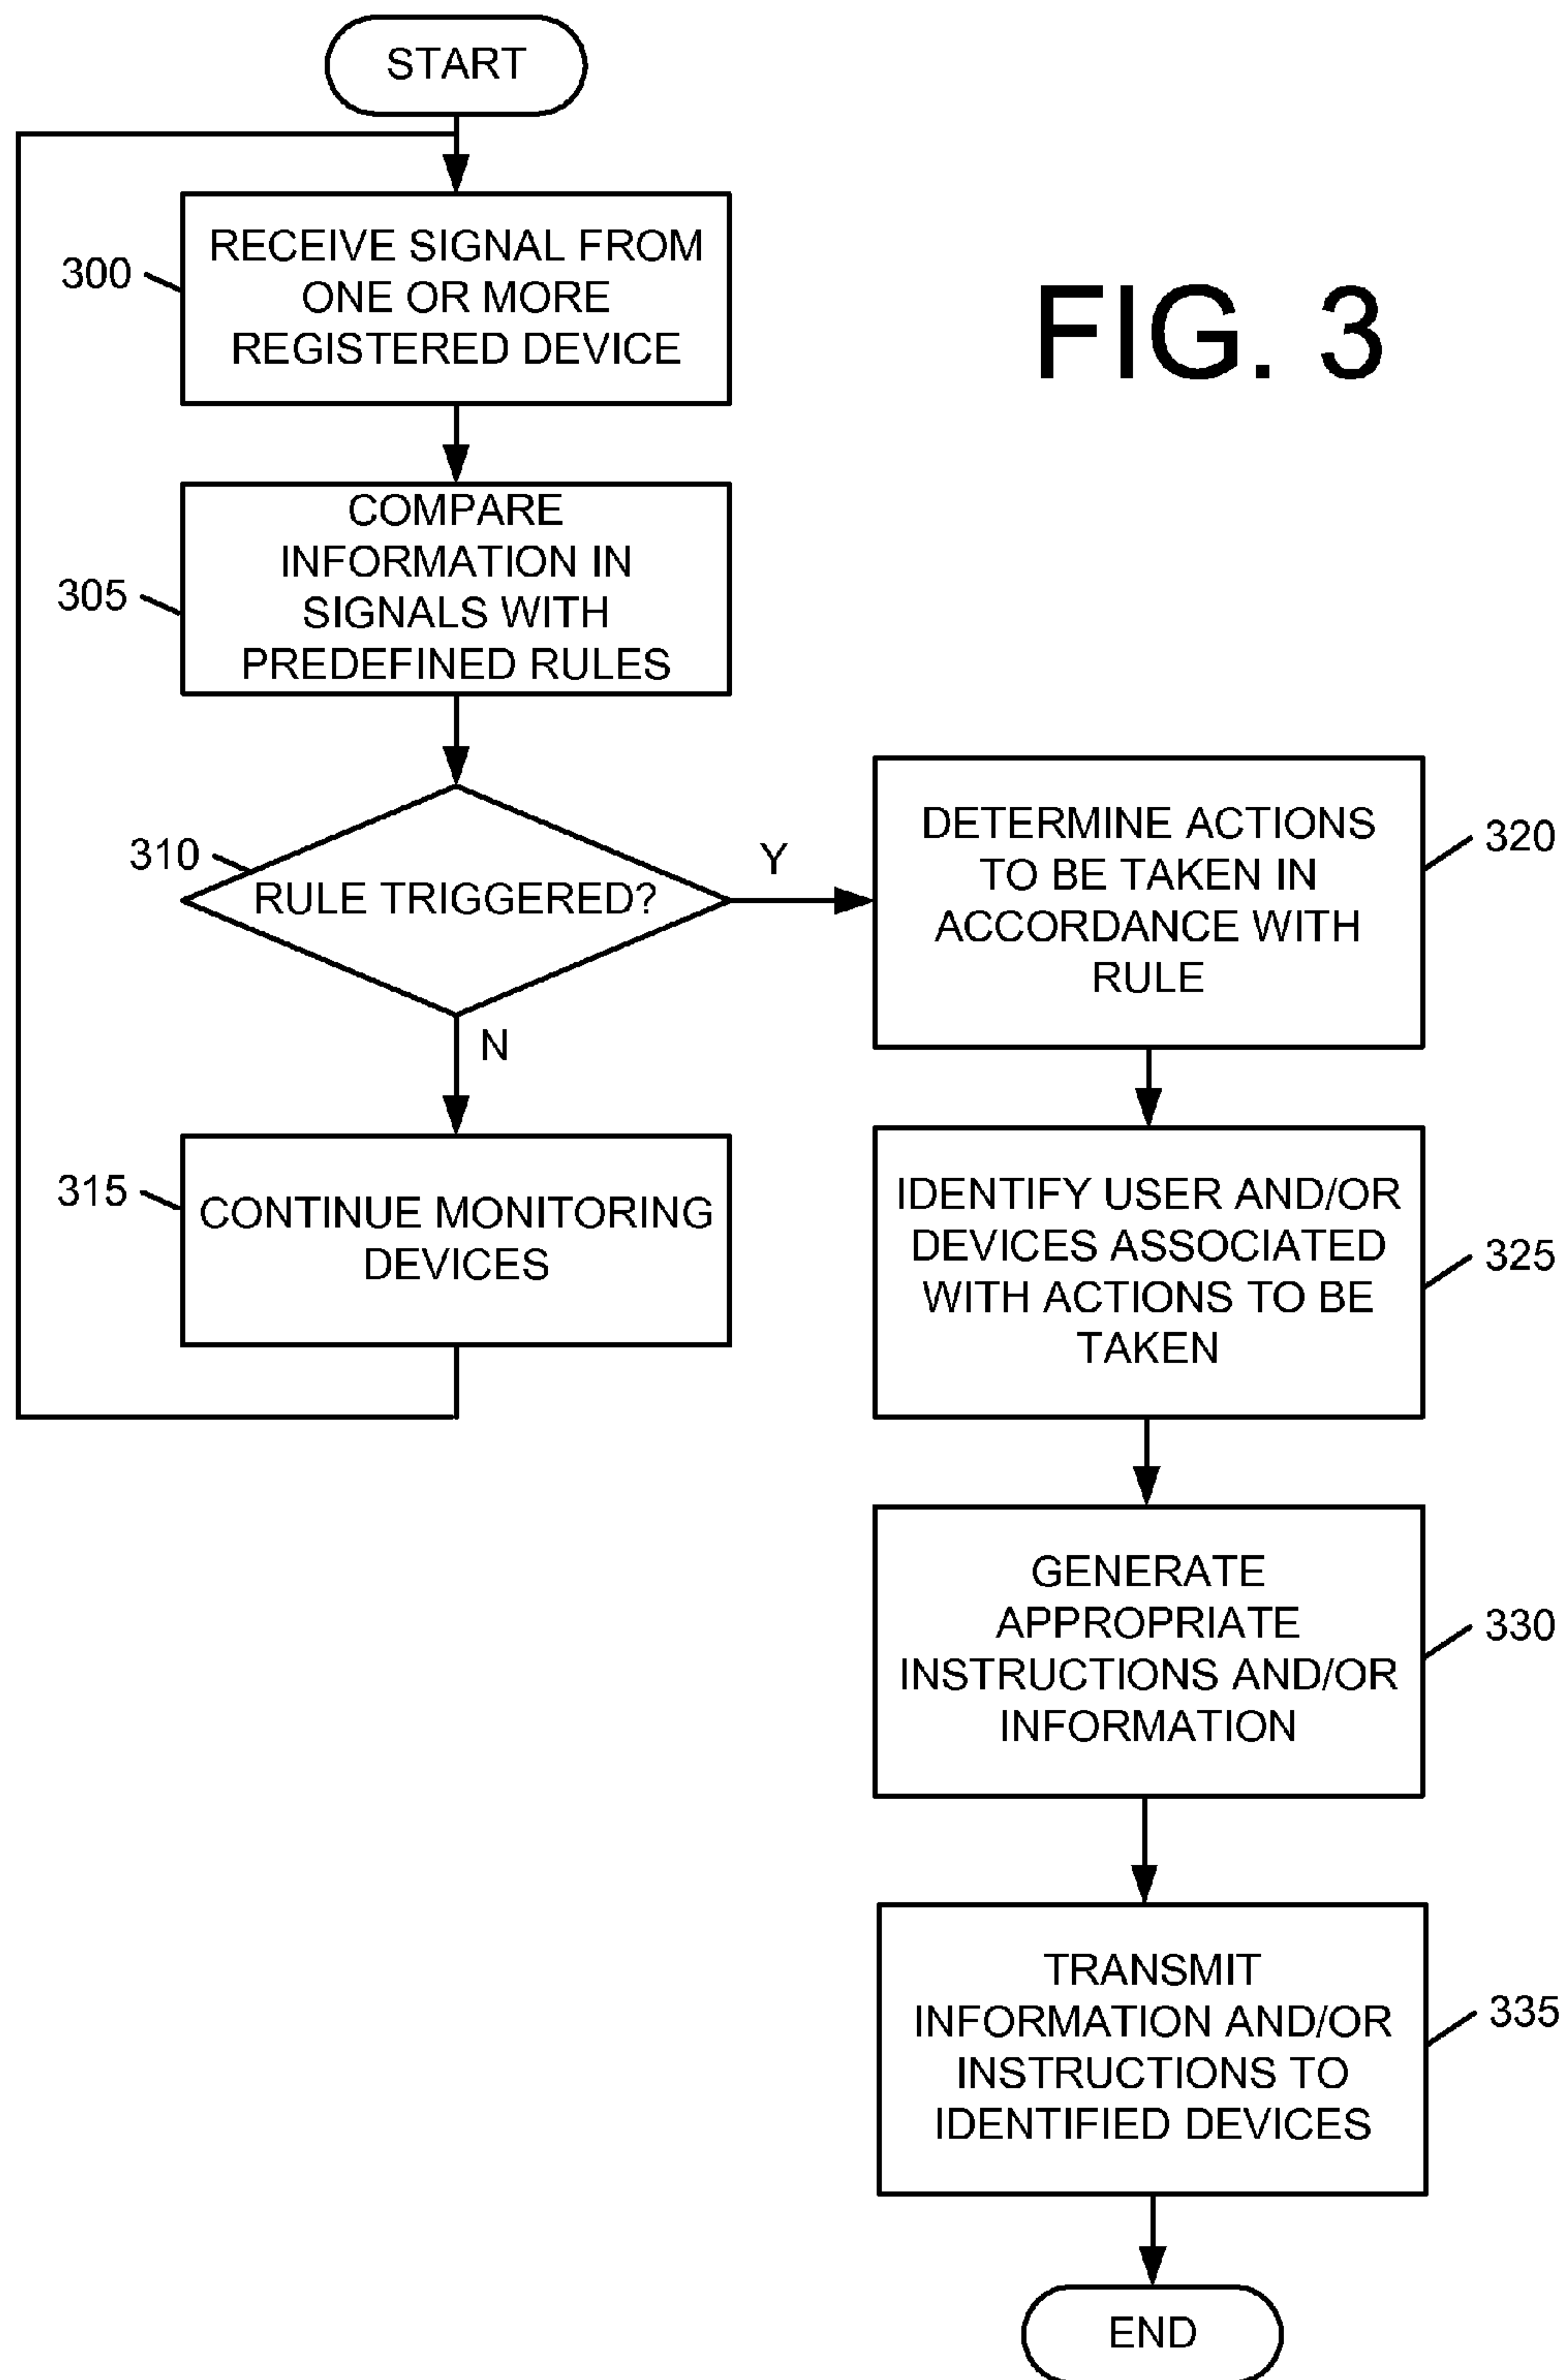 START
FIG. 3
300
RECEIVE SIGNAL FROM
ONE OR MORE
REGISTERED DEVICE
305
COMPARE
INFORMATION IN
SIGNALS WITH
PREDEFINED RULES
310
RULE TRIGGERED?
Y
N
315
CONTINUE MONITORING
DEVICES
DETERMINE ACTIONS
TO BE TAKEN IN
ACCORDANCE WITH
RULE
320
IDENTIFY USER AND/OR
DEVICES ASSOCIATED
WITH ACTIONS TO BE
TAKEN
325
GENERATE
APPROPRIATE
INSTRUCTIONS AND/OR
INFORMATION
330
TRANSMIT
INFORMATION AND/OR
INSTRUCTIONS TO
IDENTIFIED DEVICES
335
END